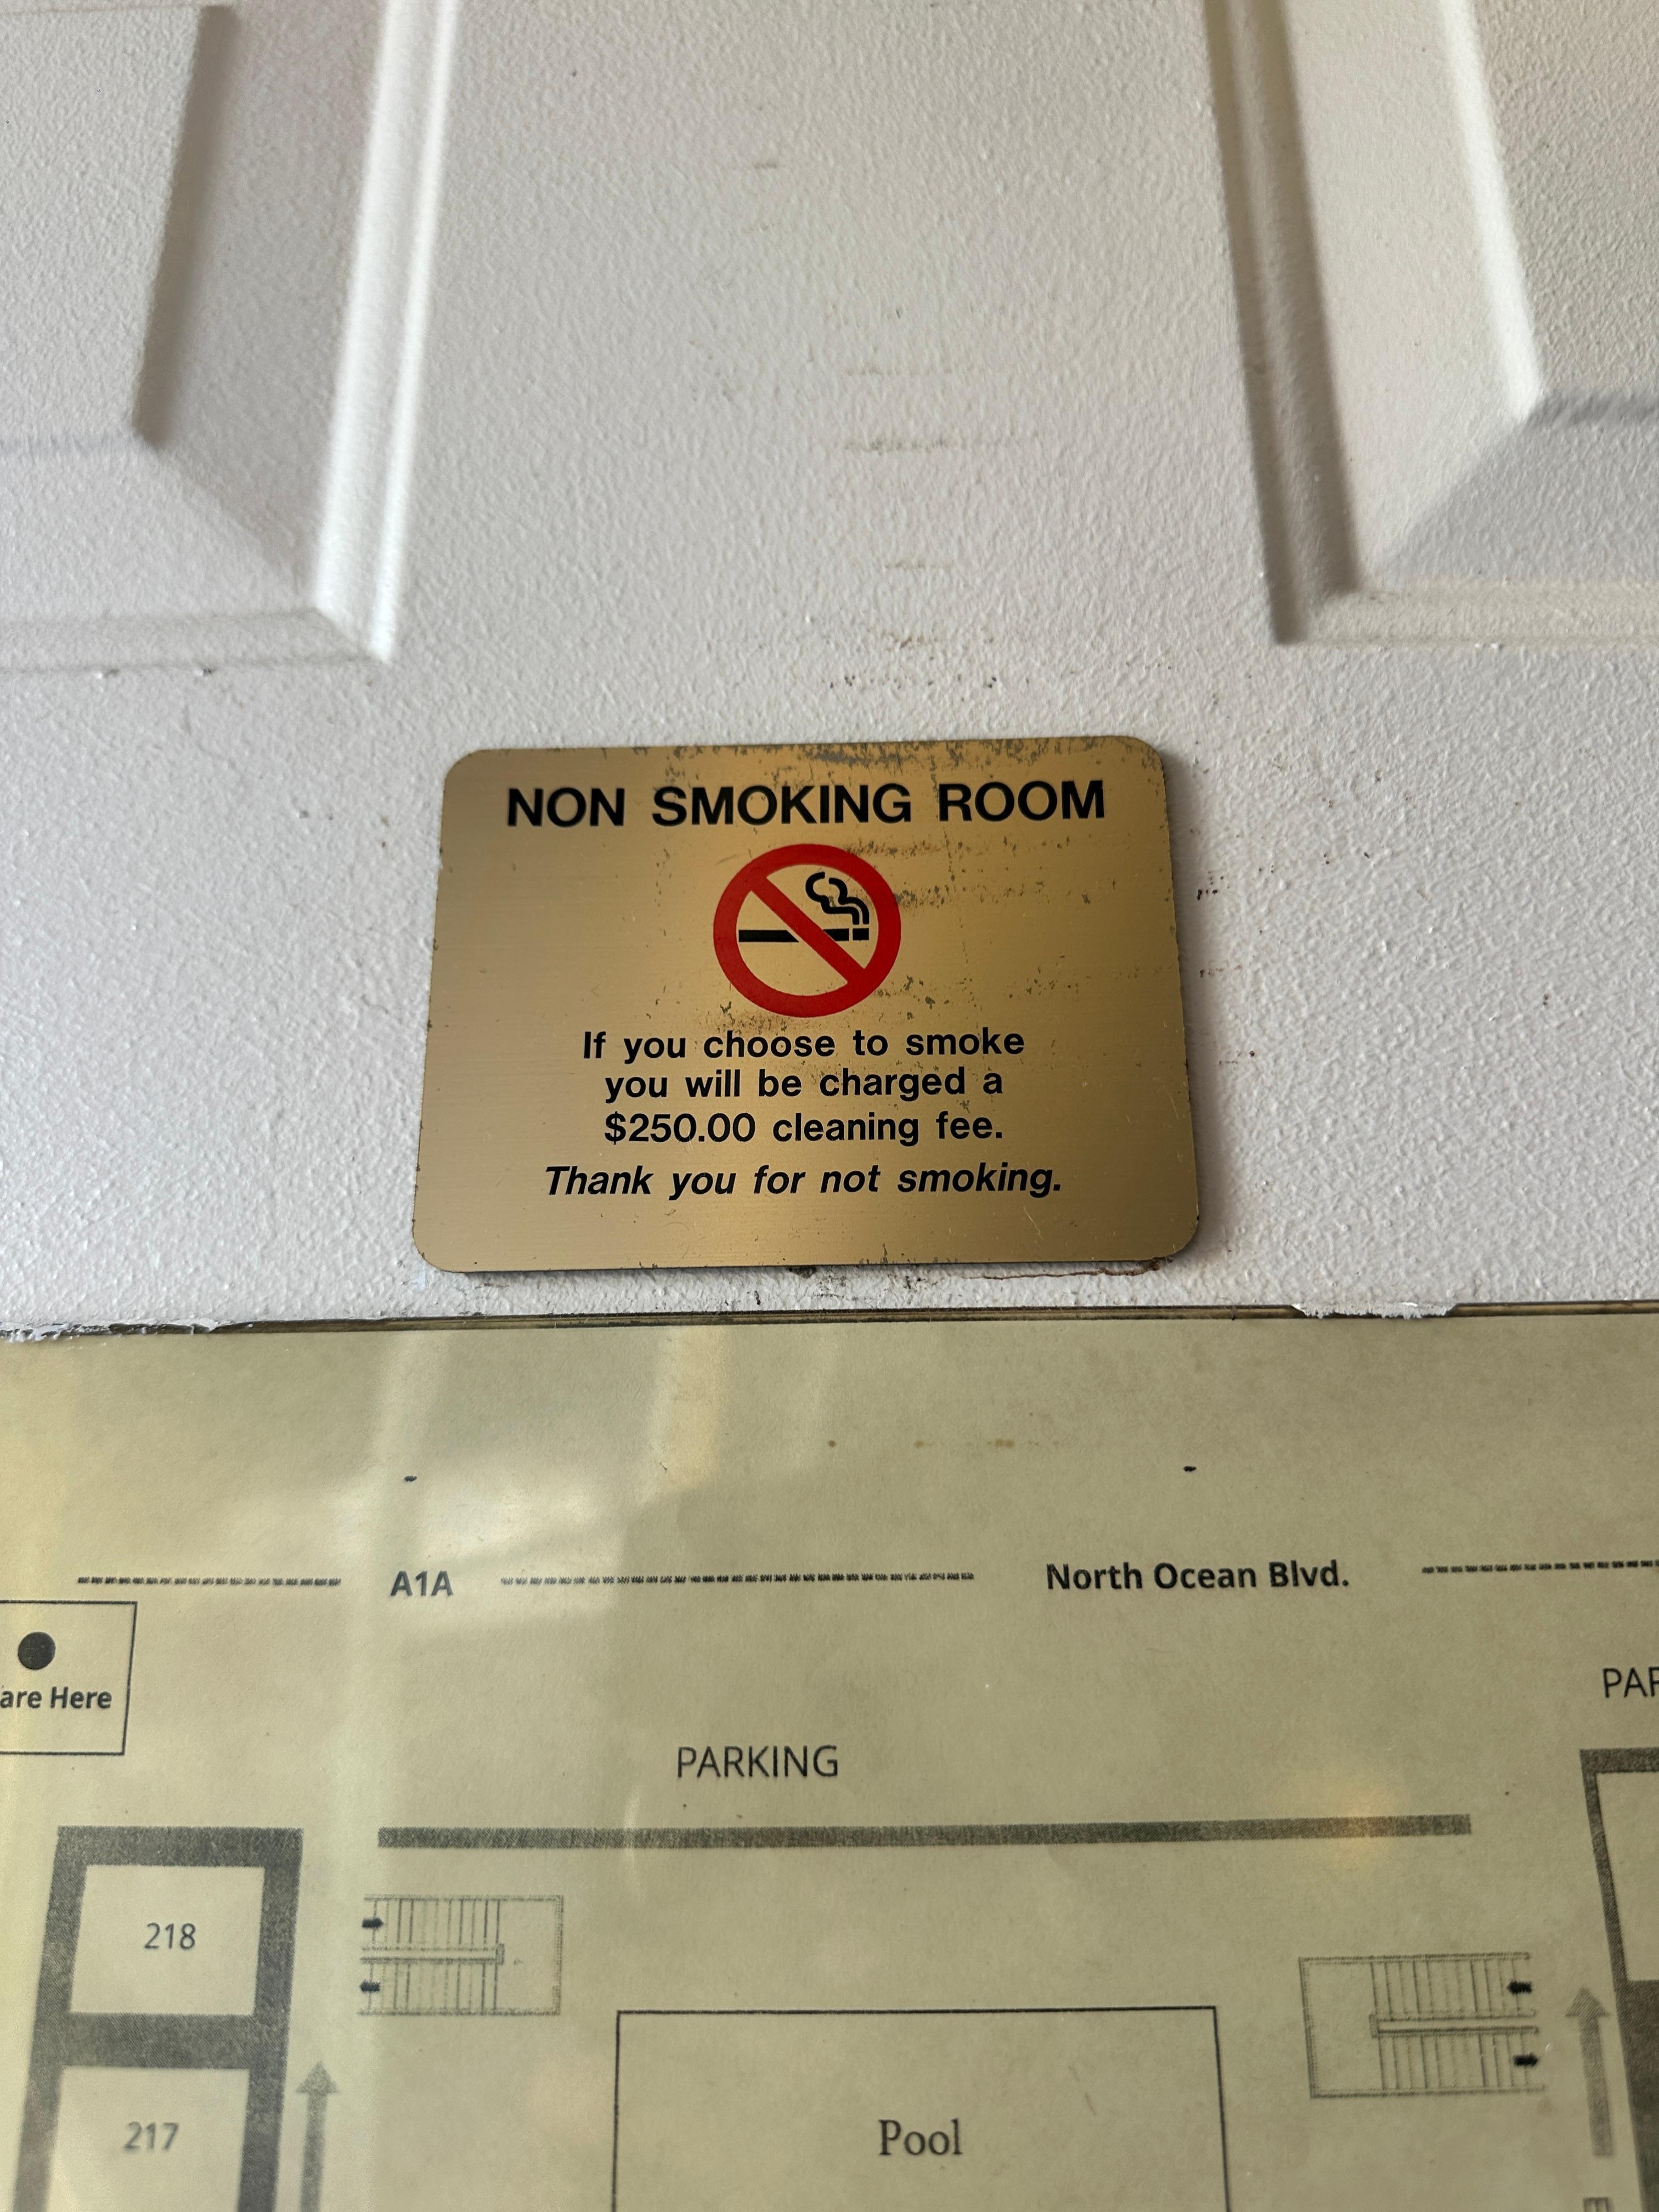 NON SMOKING ROOM
If you choose to smoke
you will be charged a
$250.00 cleaning fee.
Thank you for not smoking.
A1A
North Ocean Blvd.
are Here
PARKING
218
217
Pool